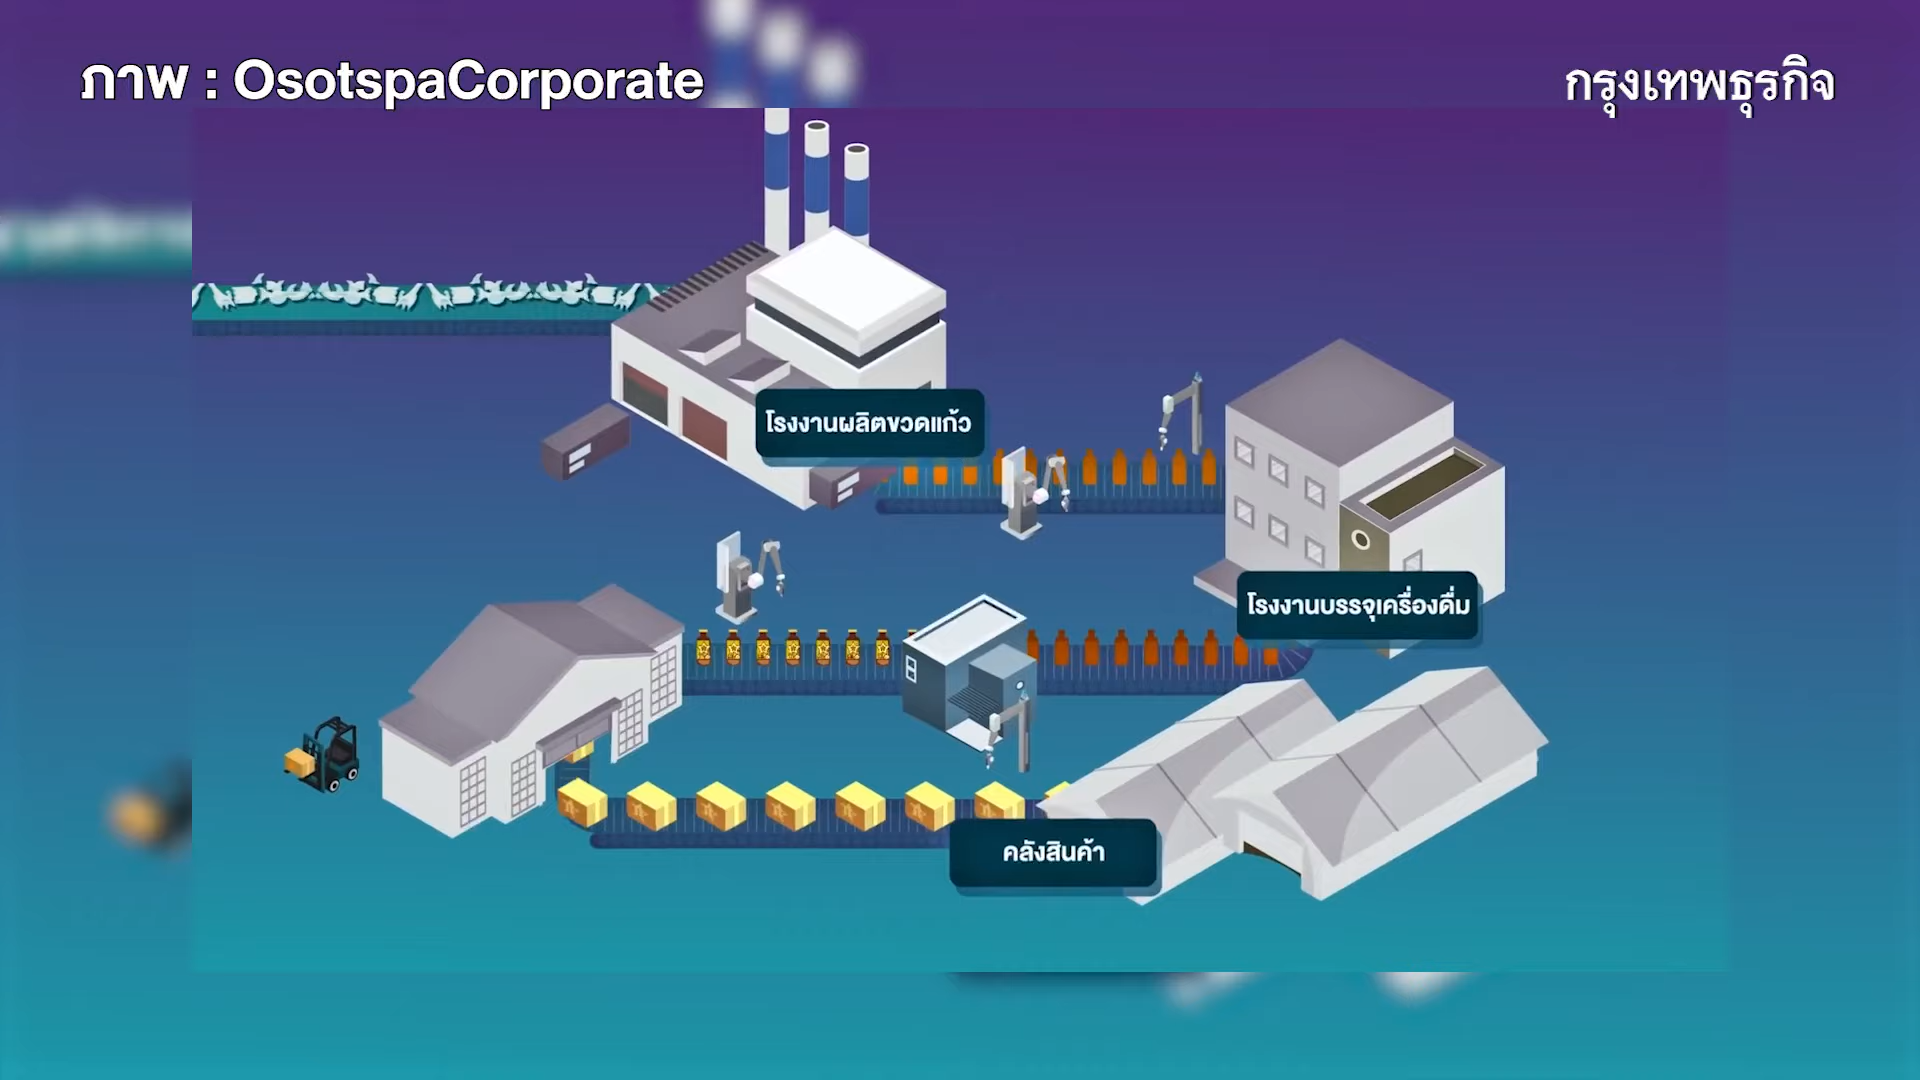 ภาพ : OsotspaCorporate
กรุงเทพธุรกิจ
โรงงานผลิตขวดแก้ว
โรงงานบรรจุเครื่องดื่ม
คลังสินค้า